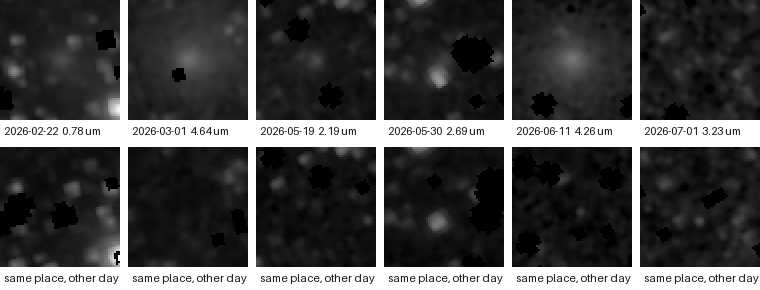 2026-02-22 0.78 um
2026-03-01 4.64 um
2026-05-19 2.19 um
2026-05-30 2.69 um
2026-06-11 4.26 um
2026-07-01 3.23 um
same place, other day
same place, other day
same place, other day
same place, other day
same place, other day
same place, other day